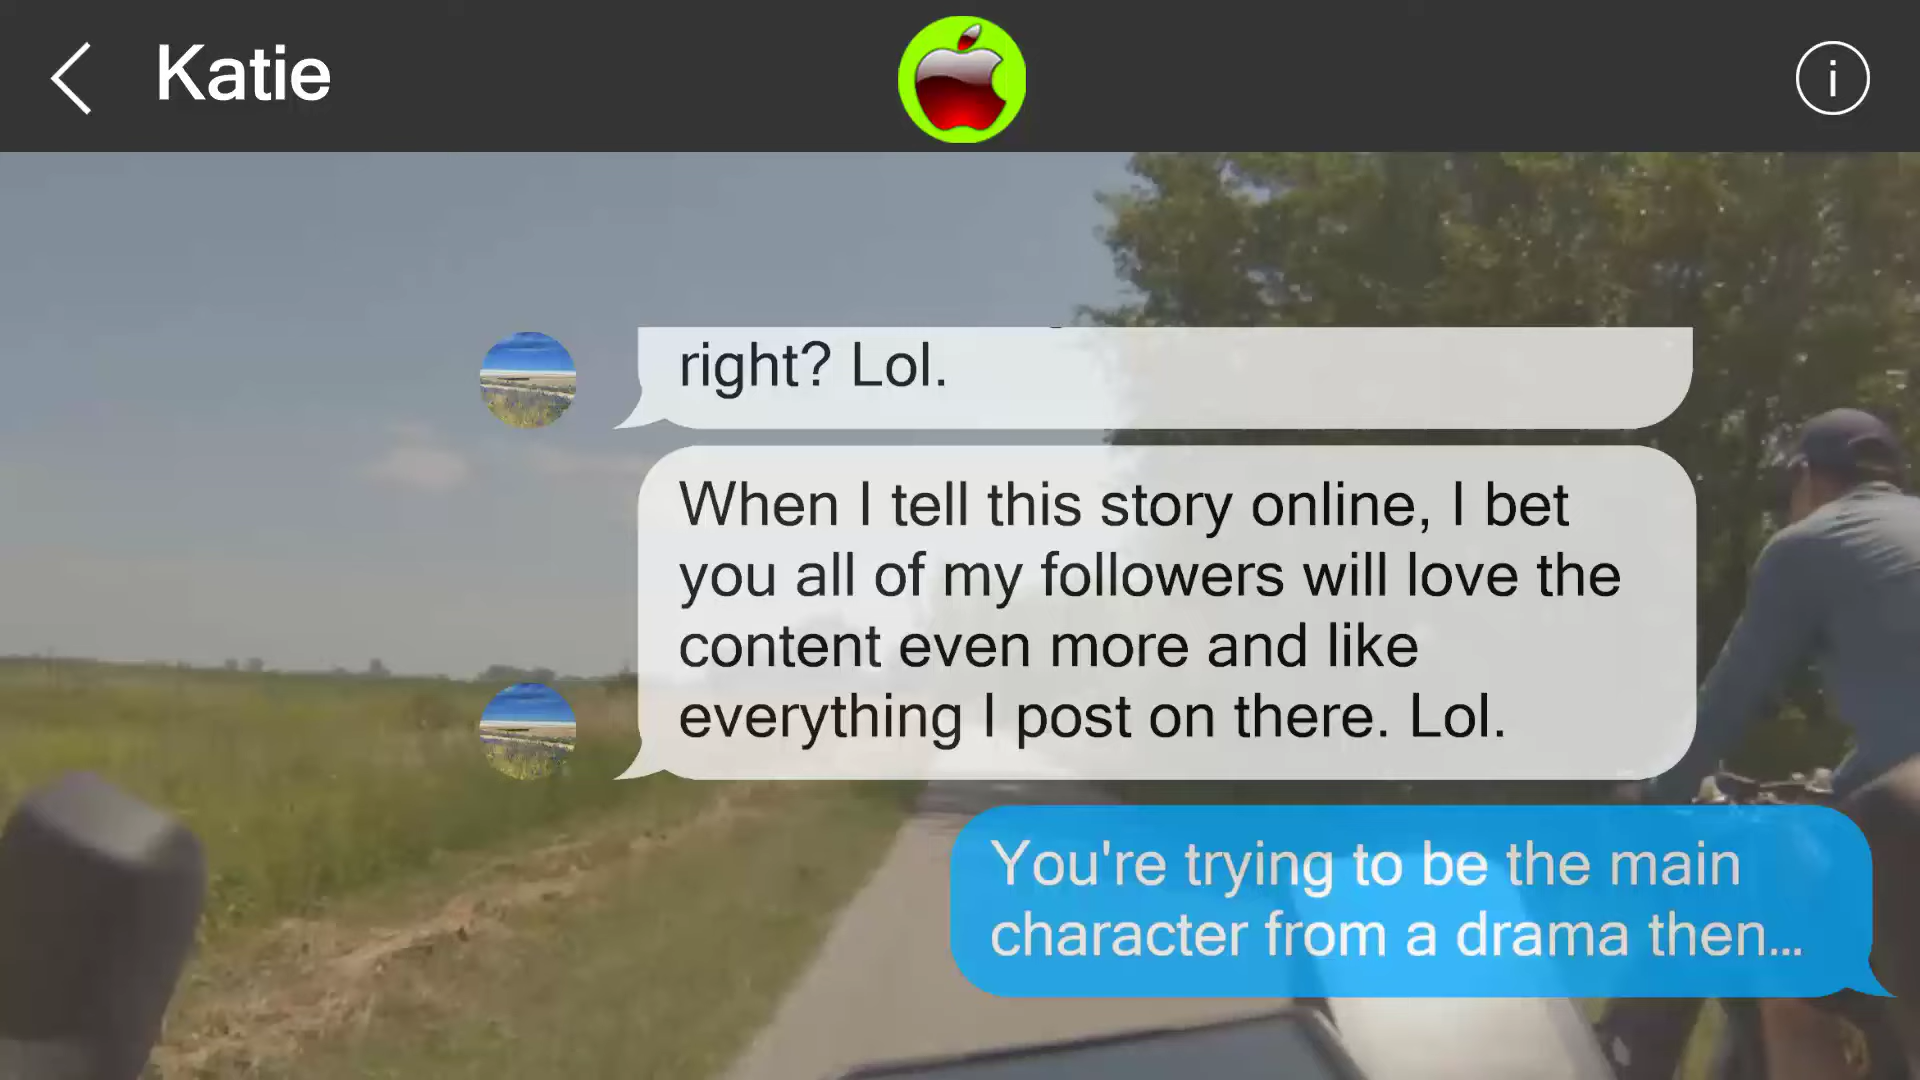 Katie
i
right? Lol.
When I tell this story online, I bet
you all of my followers will love the
content even more and like
everything I post on there. Lol.
You're trying to be the main
character from a drama then...